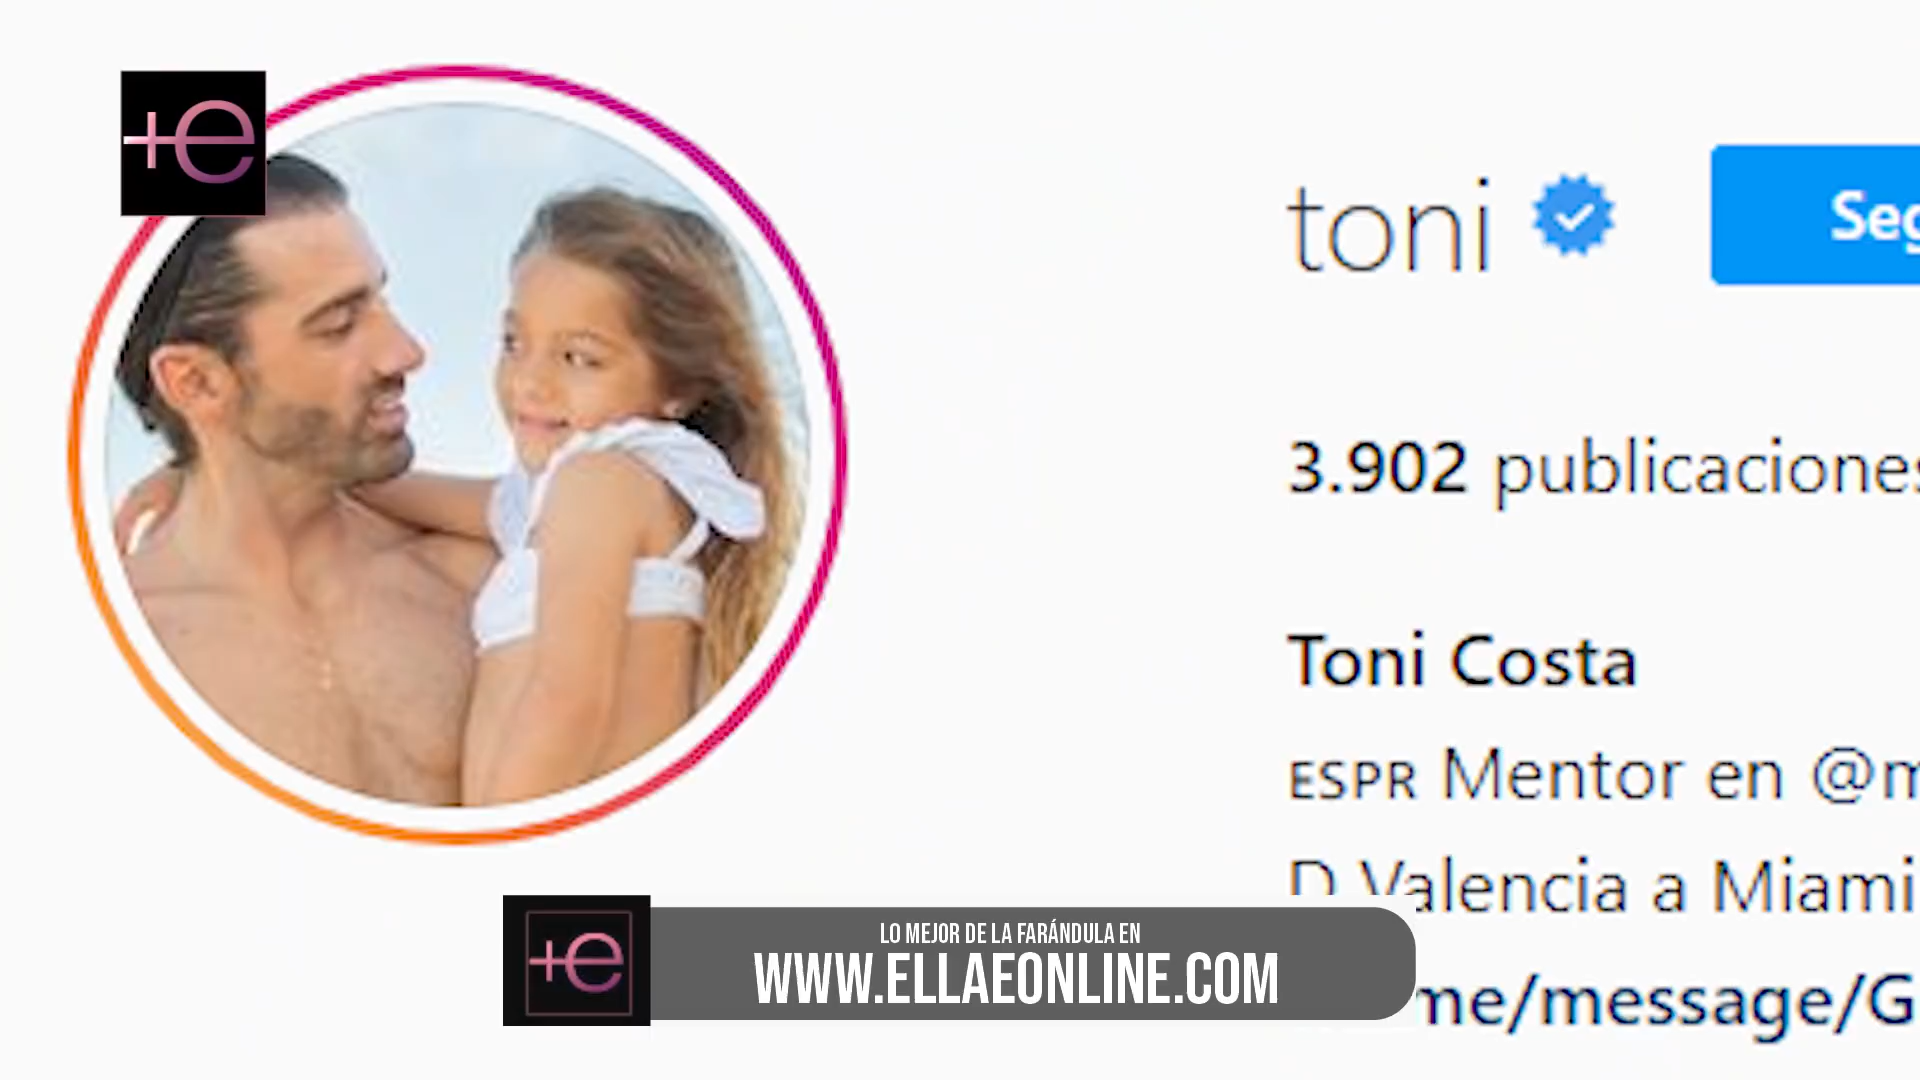 +e
toni
Seg
3.902 publicaciones
Toni Costa
ESPR Mentor en @m
D Valencia a Miami
me/message/G
+e
LO MEJOR DE LA FARÁNDULA EN
WWW.ELLAEONLINE.COM